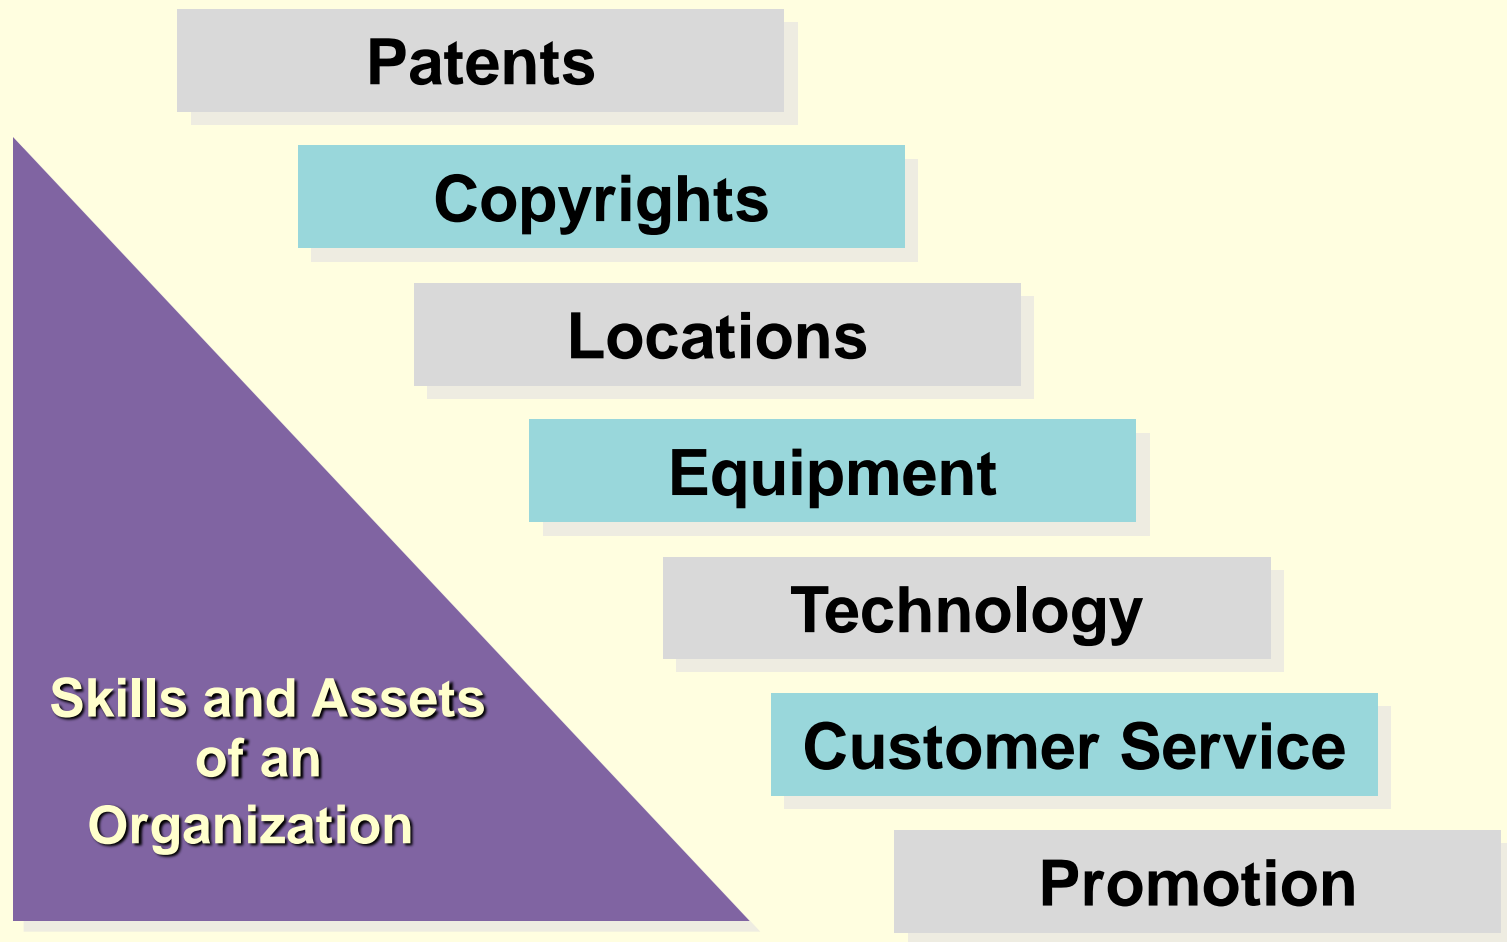 Patents
Copyrights
Locations
Equipment
Technology
Customer Service
Promotion
Skills and Assets
of an
Organization